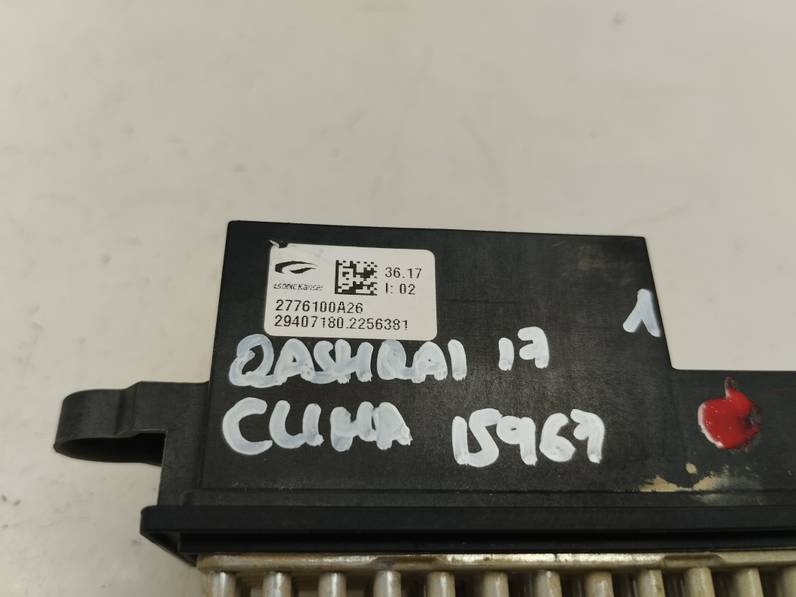 36.17
I: 02
2776100A26
29407180.2256381
1
QASHQAI 17
CLIMA 15967